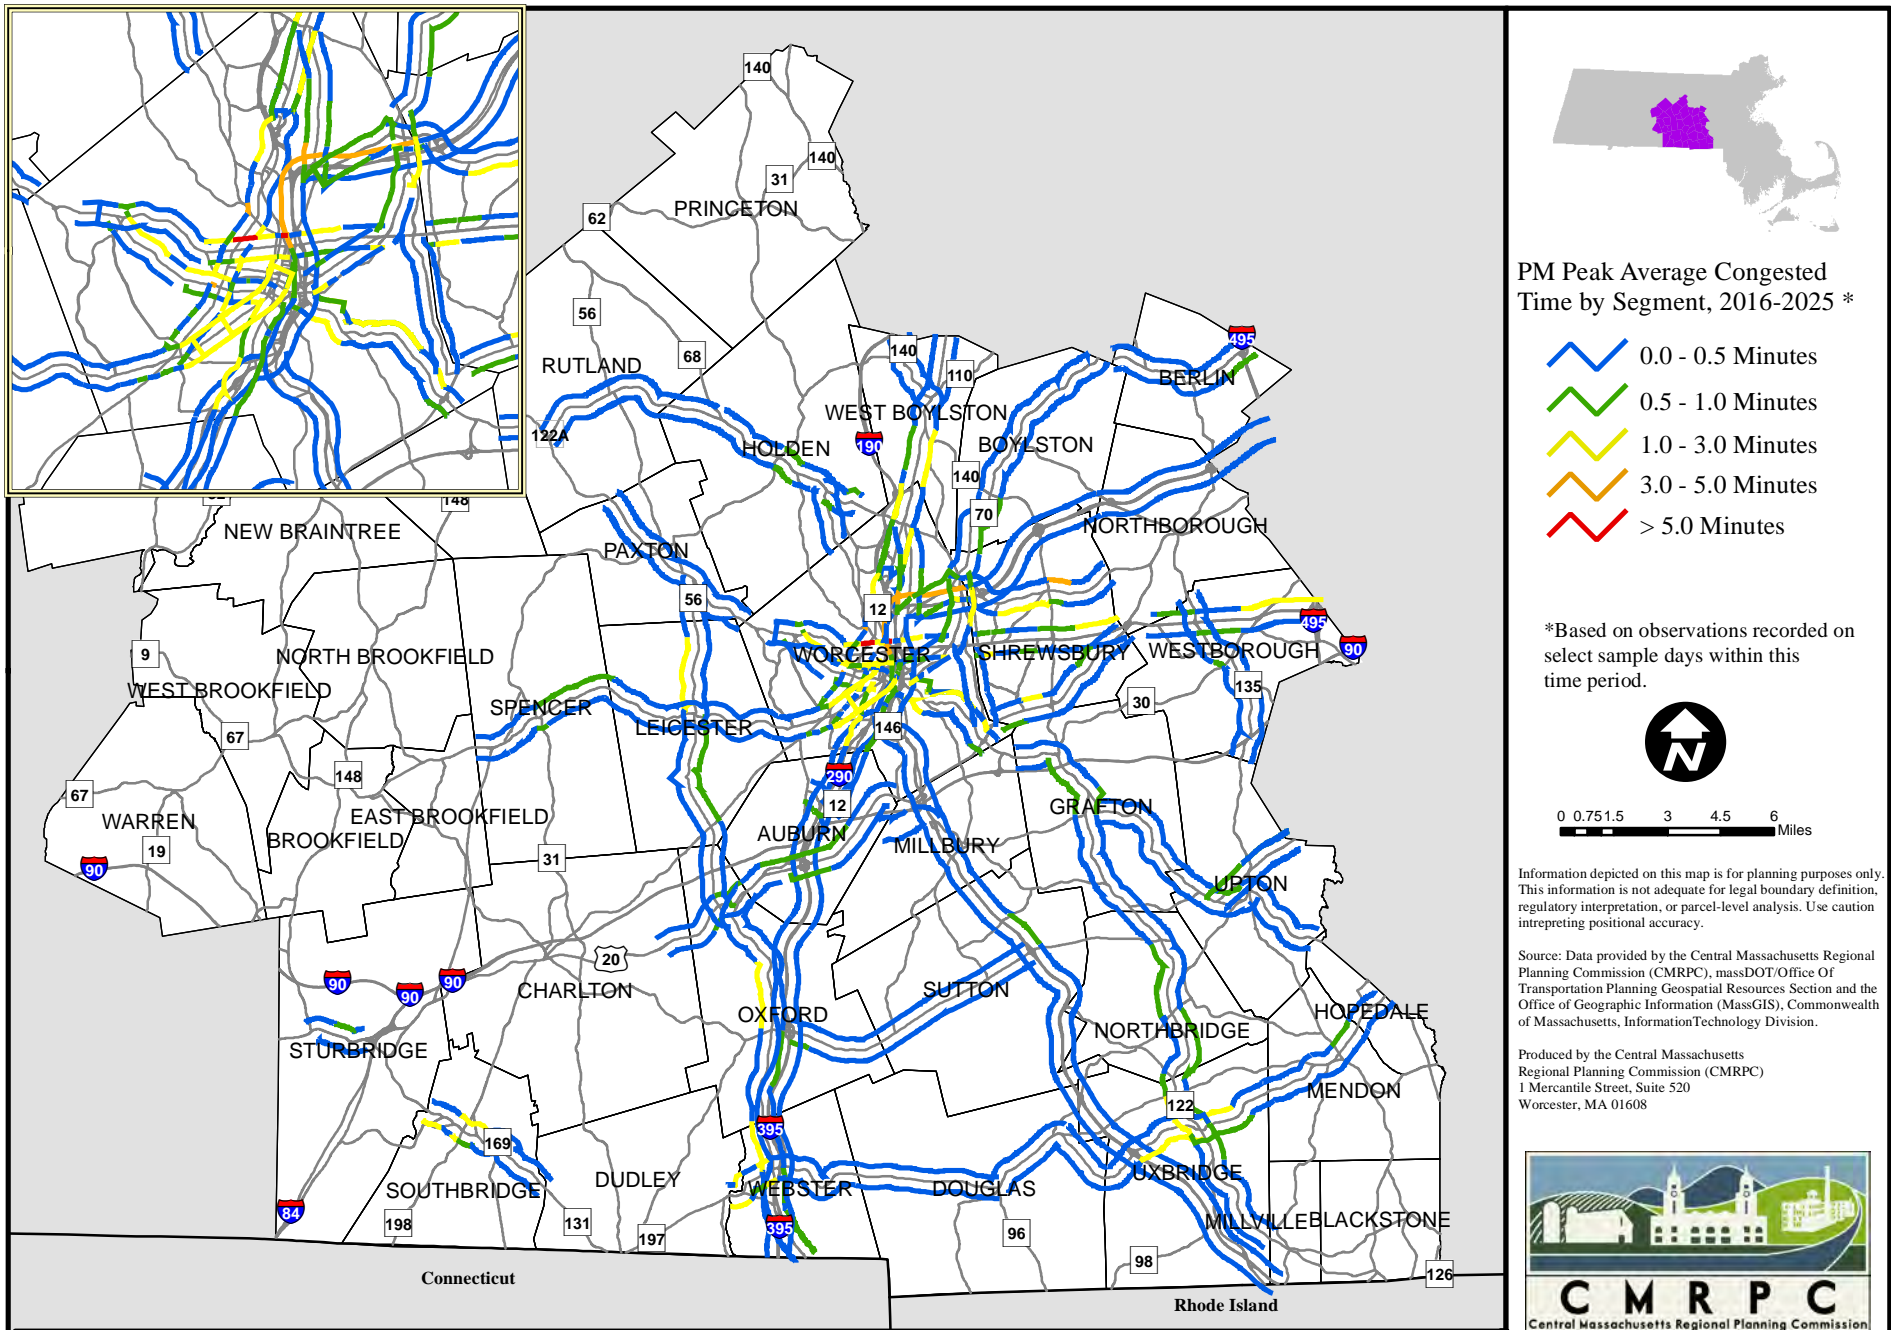 140
140
31
PRINCETON
62
56
68
RUTLAND
140
110
495
BERLIN
WEST BOYLSTON
122A
HOLDEN
190
BOYLSTON
140
70
148
NEW BRAINTREE
NORTHBOROUGH
PAXTON
56
12
495
9
90
NORTH BROOKFIELD
WORCESTER
SHREWSBURY
WESTBOROUGH
WEST BROOKFIELD
135
SPENCER
30
LEICESTER
146
67
148
290
67
12
EAST BROOKFIELD
GRAFTON
WARREN
AUBURN
BROOKFIELD
MILLBURY
19
31
90
UPTON
20
90
90
90
CHARLTON
SUTTON
OXFORD
HOPEDALE
NORTHBRIDGE
STURBRIDGE
MENDON
122
395
169
UXBRIDGE
DUDLEY
SOUTHBRIDGE
WEBSTER
DOUGLAS
84
198
131
395
MILLVILLE
BLACKSTONE
197
96
98
126
Connecticut
Rhode Island
PM Peak Average Congested
Time by Segment, 2016-2025 *
0.0 - 0.5 Minutes
0.5 - 1.0 Minutes
1.0 - 3.0 Minutes
3.0 - 5.0 Minutes
> 5.0 Minutes
*Based on observations recorded on
select sample days within this
time period.
N
0 0.75 1.5 3 4.5 6
Miles
Information depicted on this map is for planning purposes only.
This information is not adequate for legal boundary definition,
regulatory interpretation, or parcel-level analysis. Use caution
intrepreting positional accuracy.
Source: Data provided by the Central Massachusetts Regional
Planning Commission (CMRPC), massDOT/Office Of
Transportation Planning Geospatial Resources Section and the
Office of Geographic Information (MassGIS), Commonwealth
of Massachusetts, InformationTechnology Division.
Produced by the Central Massachusetts
Regional Planning Commission (CMRPC)
1 Mercantile Street, Suite 520
Worcester, MA 01608
C M R P C
Central Massachusetts Regional Planning Commission